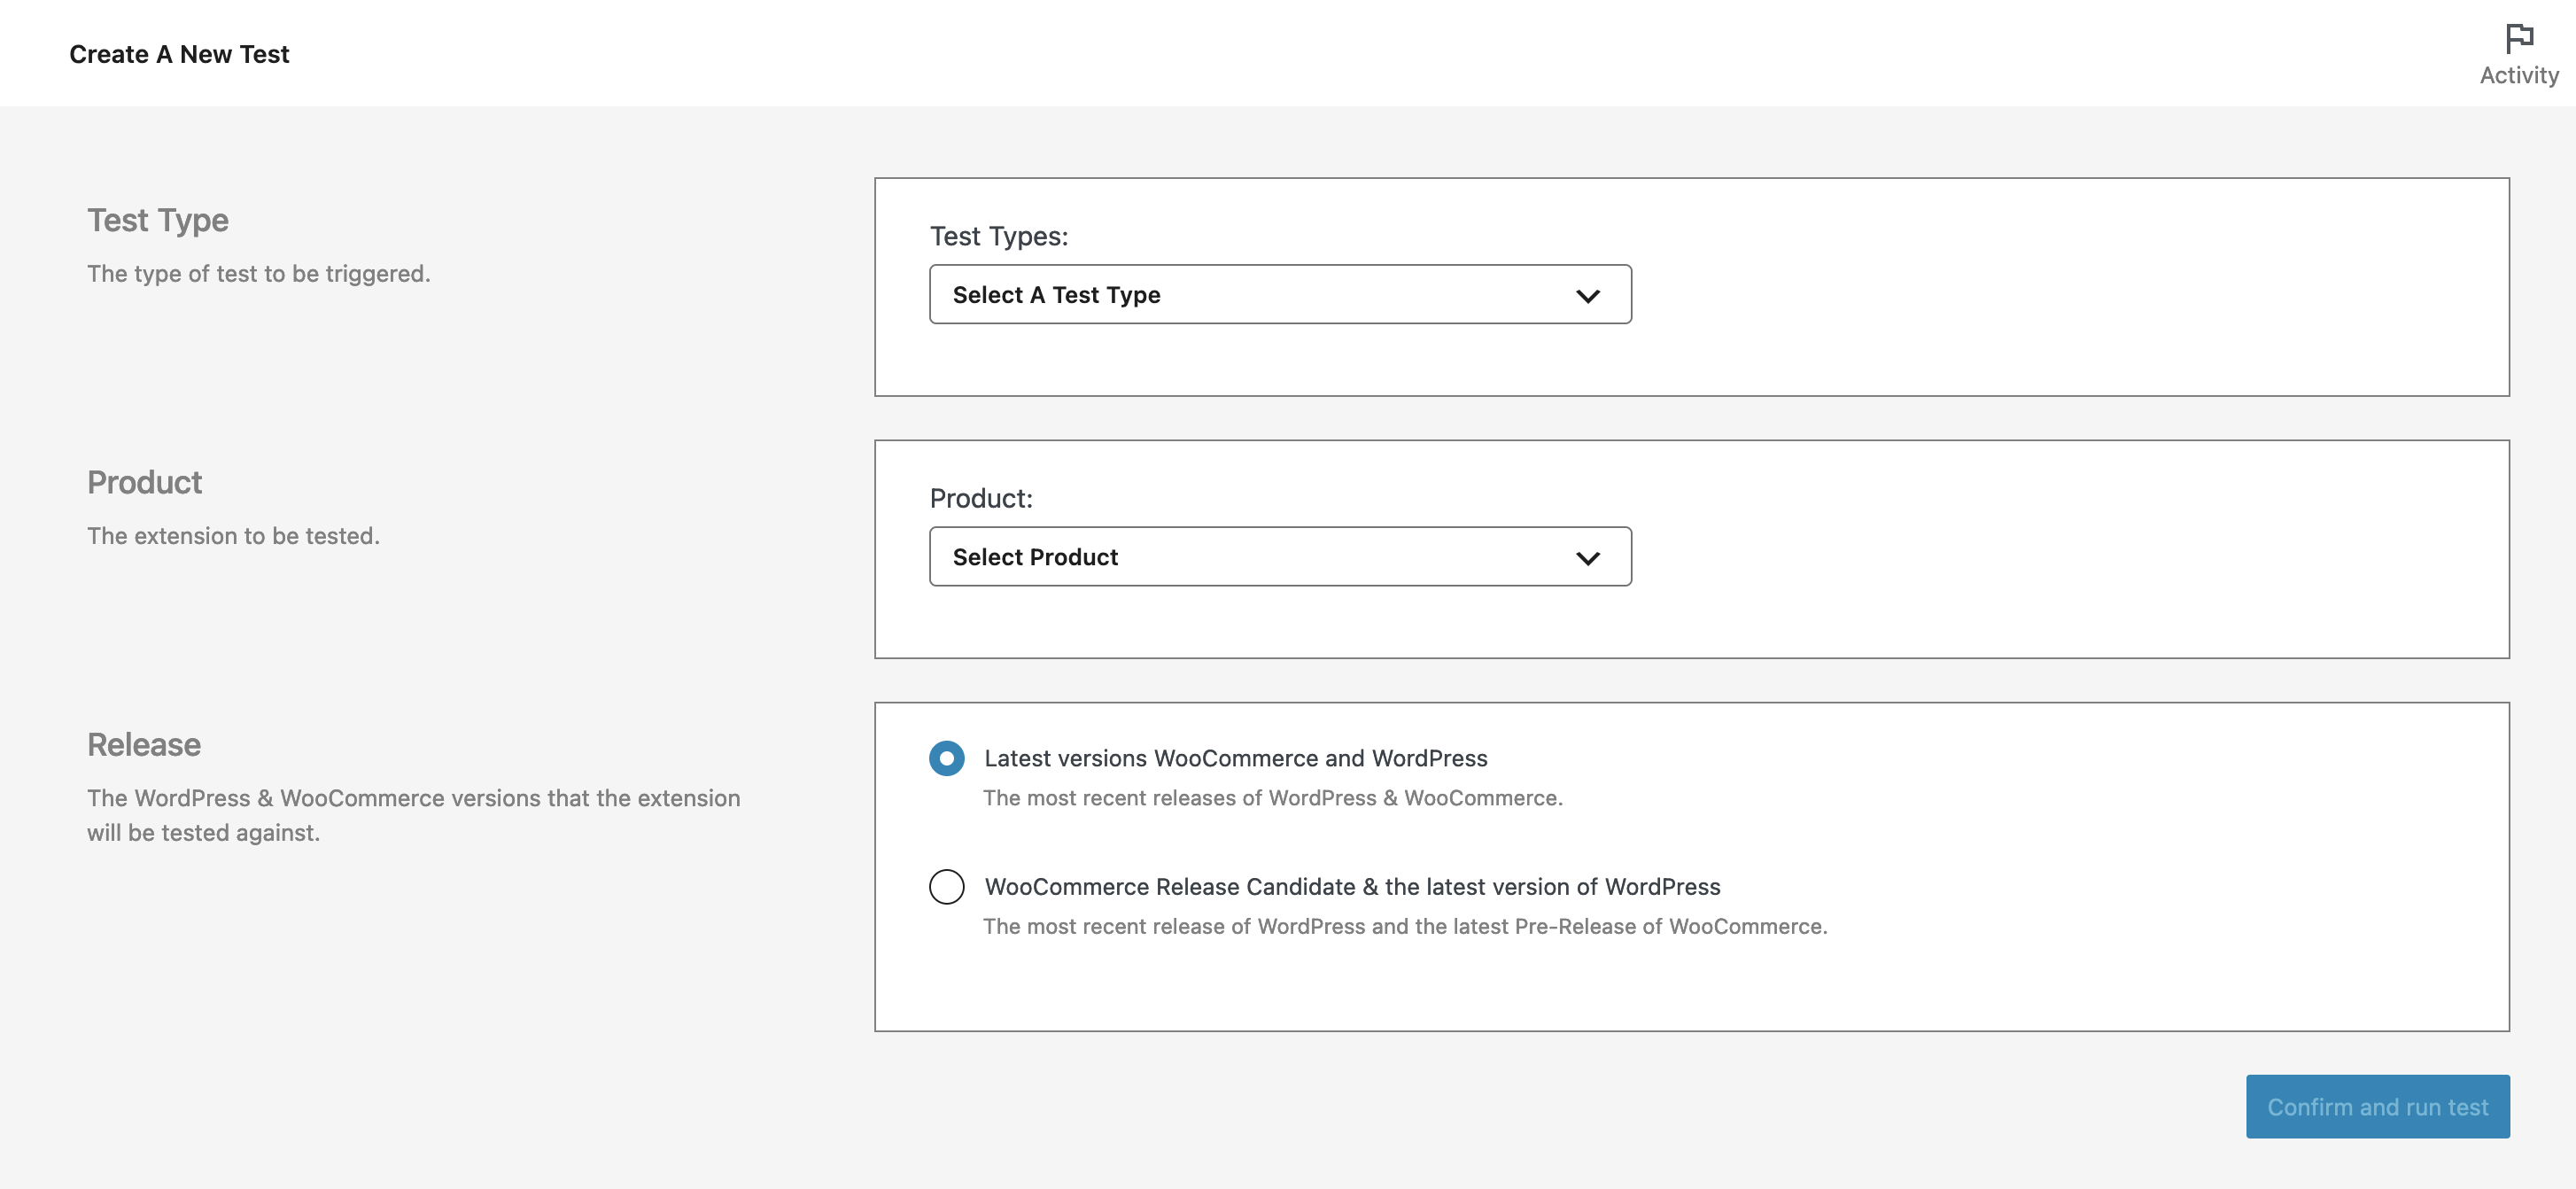 Create A New Test
Activity
Test Type
The type of test to be triggered.
Test Types:
Select A Test Type
Product
The extension to be tested.
Product:
Select Product
Release
The WordPress & WooCommerce versions that the extension
will be tested against.
Latest versions WooCommerce and WordPress
The most recent releases of WordPress & WooCommerce.
WooCommerce Release Candidate & the latest version of WordPress
The most recent release of WordPress and the latest Pre-Release of WooCommerce.
Confirm and run test